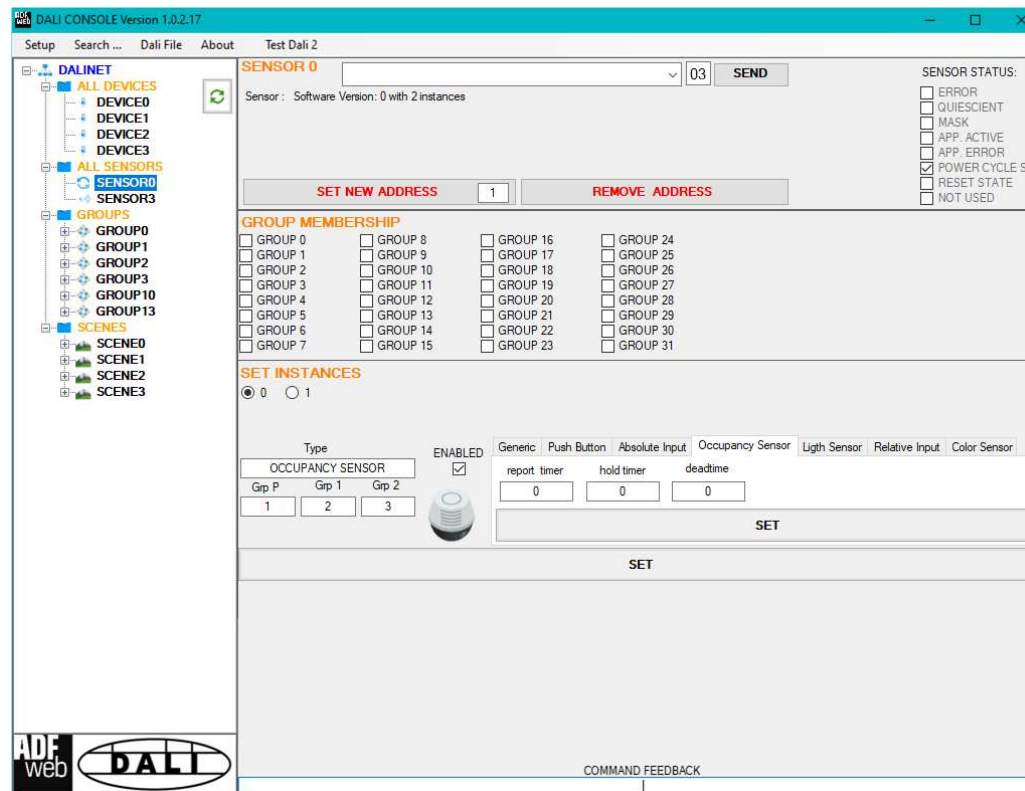 DALI CONSOLE Version 1.0.2.17
Setup Search ... Dali File About Test Dali 2
DALINET
ALL DEVICES
DEVICE0
DEVICE1
DEVICE2
DEVICE3
ALL SENSORS
SENSOR0
SENSOR3
GROUPS
GROUP0
GROUP1
GROUP2
GROUP3
GROUP10
GROUP13
SCENES
SCENE0
SCENE1
SCENE2
SCENE3
ADF
web
DALI
SENSOR 0
03 SEND
Sensor : Software Version: 0 with 2 instances
SENSOR STATUS:
ERROR
QUIESCIENT
MASK
APP. ACTIVE
APP. ERROR
POWER CYCLE S
RESET STATE
NOT USED
SET NEW ADDRESS 1 REMOVE ADDRESS
GROUP MEMBERSHIP
GROUP 0 GROUP 8 GROUP 16 GROUP 24
GROUP 1 GROUP 9 GROUP 17 GROUP 25
GROUP 2 GROUP 10 GROUP 18 GROUP 26
GROUP 3 GROUP 11 GROUP 19 GROUP 27
GROUP 4 GROUP 12 GROUP 20 GROUP 28
GROUP 5 GROUP 13 GROUP 21 GROUP 29
GROUP 6 GROUP 14 GROUP 22 GROUP 30
GROUP 7 GROUP 15 GROUP 23 GROUP 31
SET INSTANCES
0 1
Type
OCCUPANCY SENSOR
Grp P Grp 1 Grp 2
1 2 3
ENABLED
Generic Push Button Absolute Input Occupancy Sensor Ligth Sensor Relative Input Color Sensor
report timer hold timer deadtime
0 0 0
SET
SET
COMMAND FEEDBACK